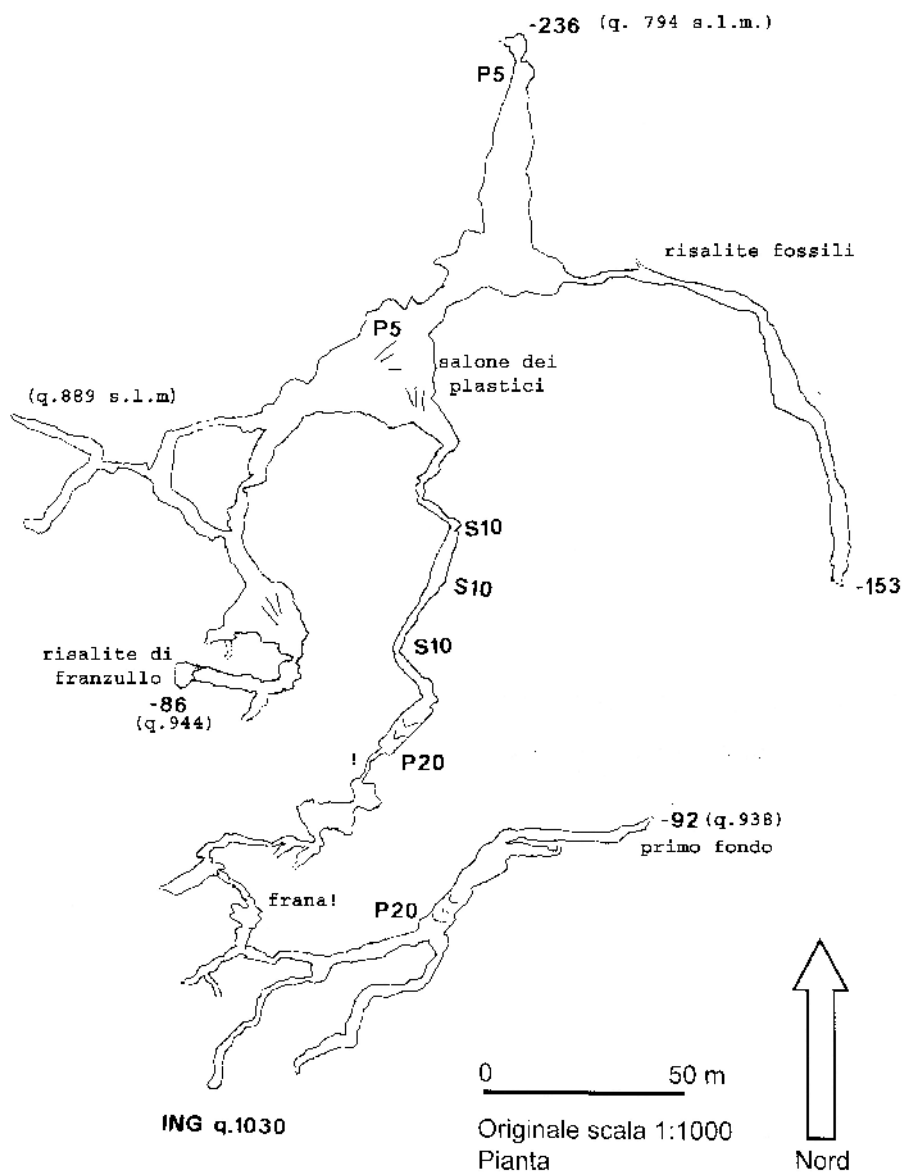 -236 (q. 794 s.l.m.)
P5
risalite fossili
P5
salone dei
plastici
(q.889 s.l.m)
S10
S10
-153
S10
risalite di
franzullo
-86
(q.944)
!
P20
-92 (q.938)
primo fondo
frana!
P20
0 50 m
ING q.1030
Originale scala 1:1000
Pianta
Nord